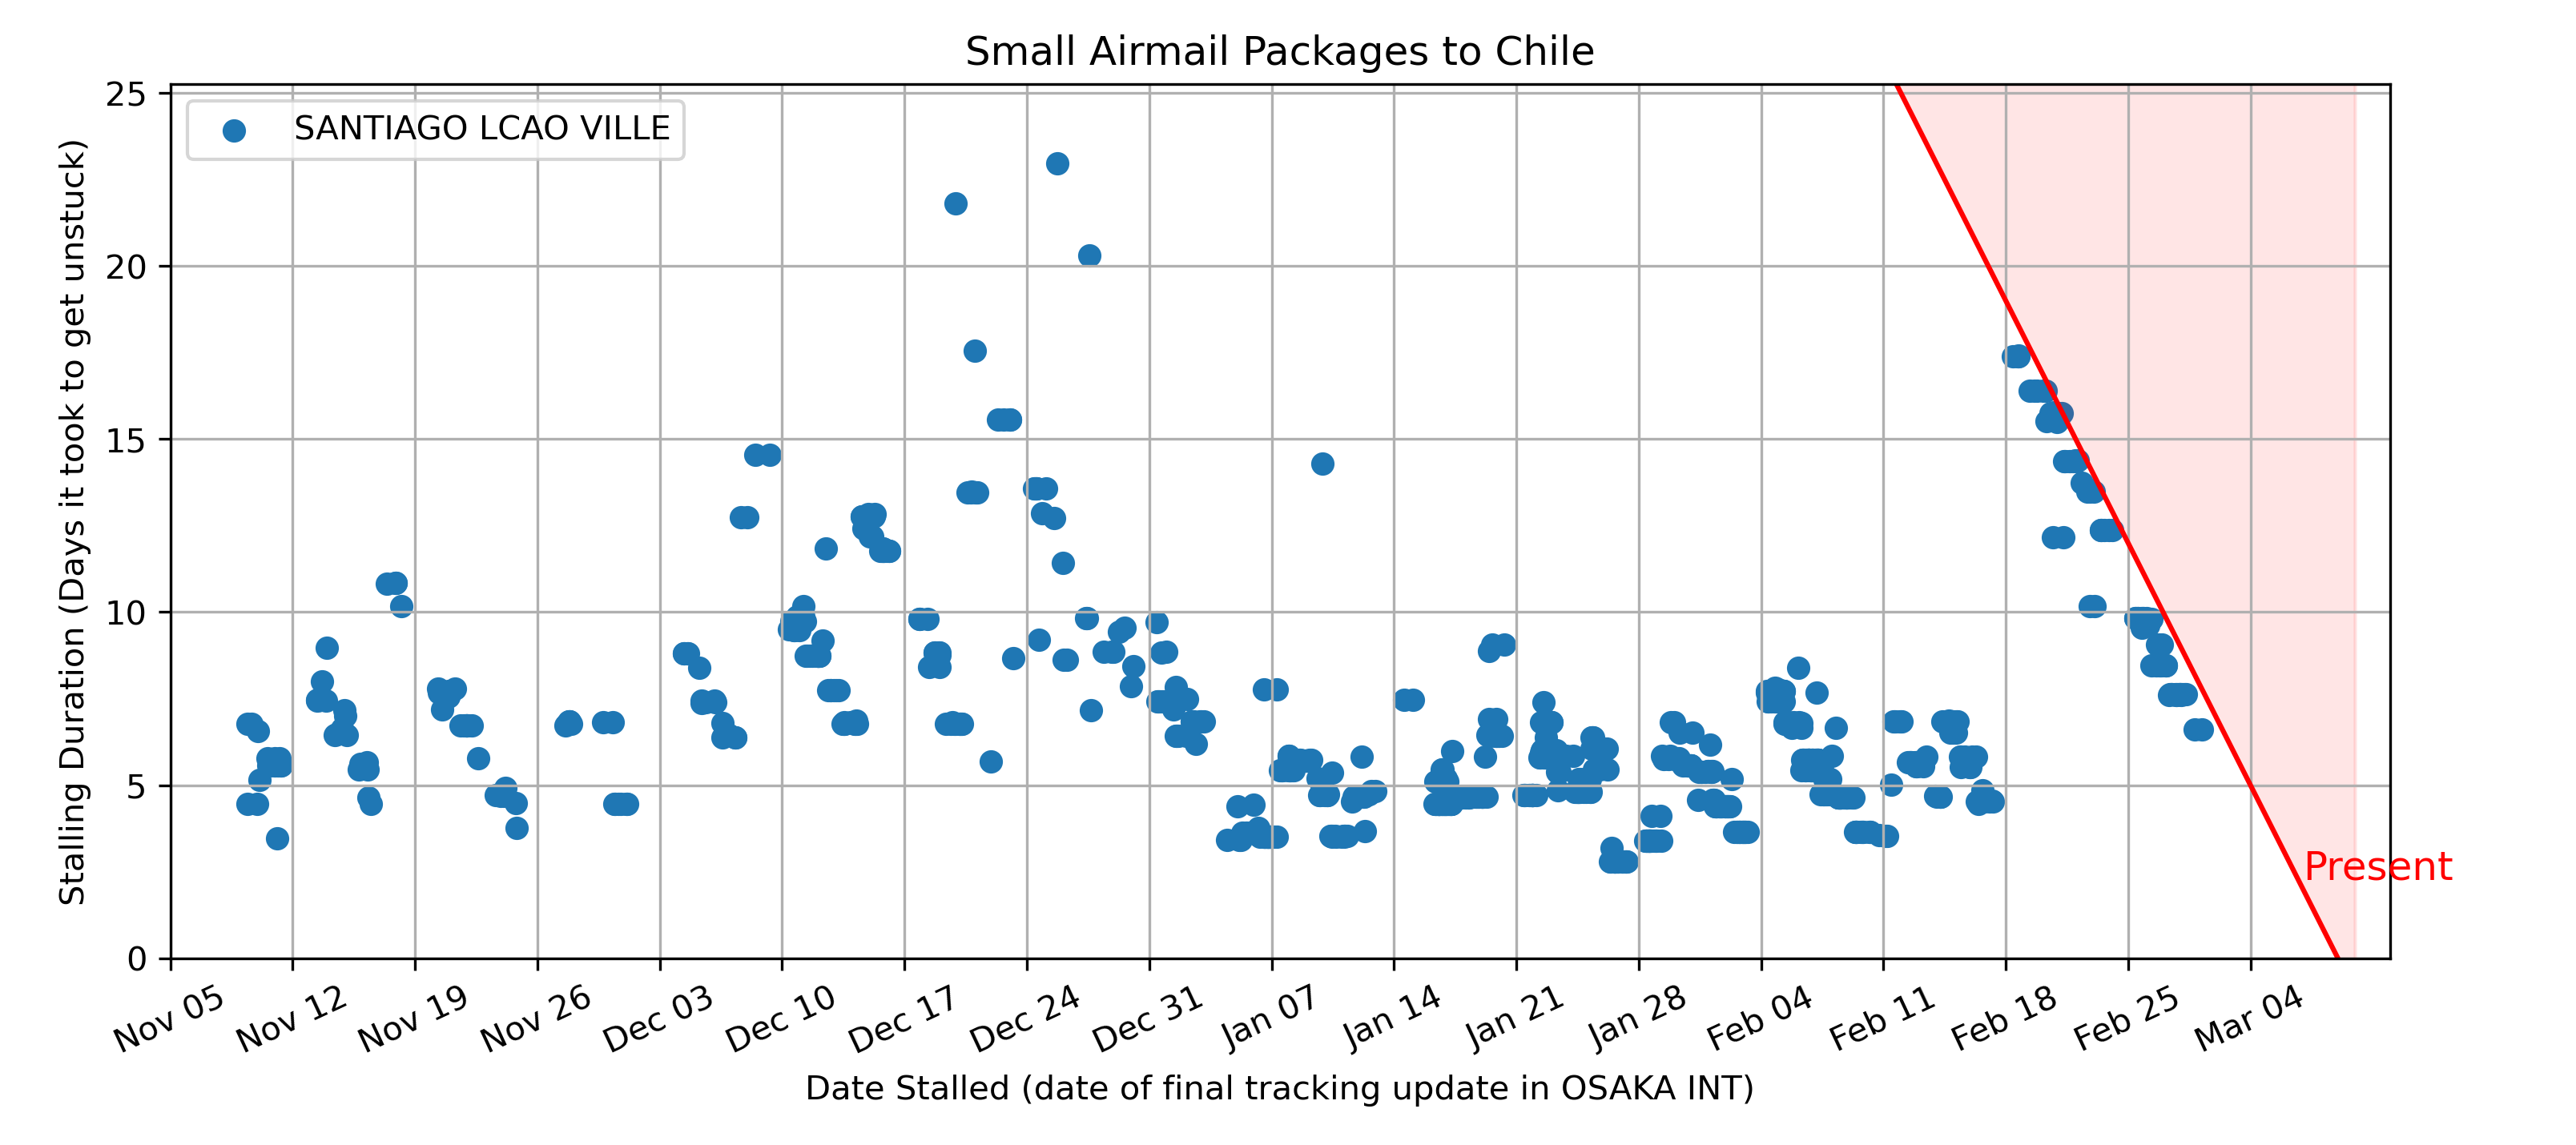 Small Airmail Packages to Chile
SANTIAGO LCAO VILLE
Stalling Duration (Days it took to get unstuck)
25
20
15
10
5
0
Present
Nov 05
Nov 12
Nov 19
Nov 26
Dec 03
Dec 10
Dec 17
Dec 24
Dec 31
Jan 07
Jan 14
Jan 21
Jan 28
Feb 04
Feb 11
Feb 18
Feb 25
Mar 04
Date Stalled (date of final tracking update in OSAKA INT)